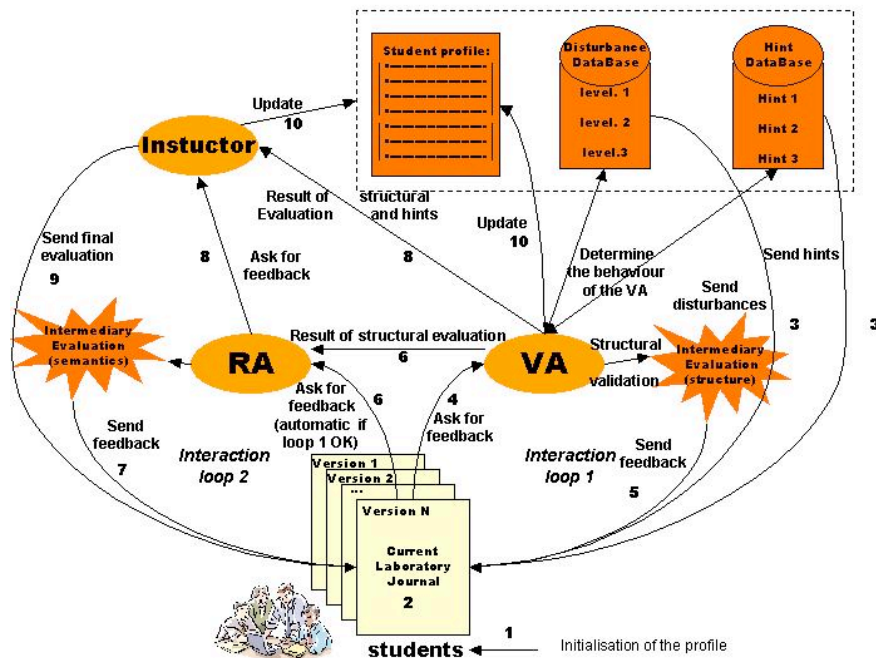 Student profile:
Disturbance
DataBase
level. 1
level. 2
level.3
Hint
DataBase
Hint 1
Hint 2
Hint 3
Update
10
Instuctor
Result of
Evaluation
structural
and hints
8
Update
10
Send final
evaluation
9
8
Ask for
feedback
Determine
the behaviour
of the VA
Send hints
3
Send
disturbances
3
Intermediary
Evaluation
(semantics)
RA
Result of structural evaluation
6
VA
Structural
validation
Intermediary
Evaluation
(structure)
Ask for
feedback
(automatic if
loop 1 OK)
6
4
Ask for
feedback
Send
feedback
7
Interaction
loop 2
Interaction
loop 1
Send
feedback
5
Version 1
Version 2
...
Version N
Current
Laboratory
Journal
2
students
1
Initialisation of the profile